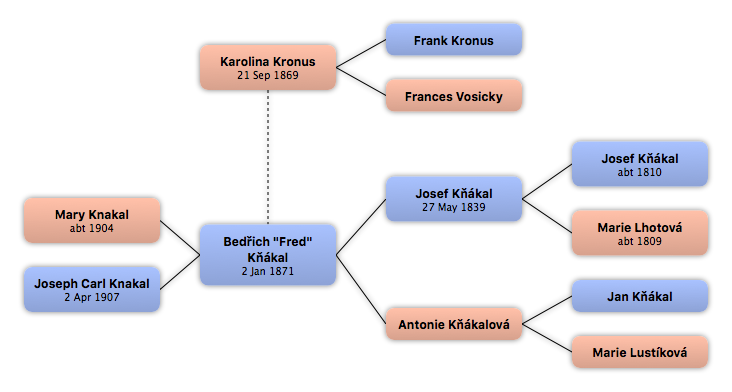 Frank Kronus
Karolina Kronus
21 Sep 1869
Frances Vosicky
Josef Kňákal
abt 1810
Josef Kňákal
27 May 1839
Marie Lhotová
abt 1809
Mary Knakal
abt 1904
Bedřich "Fred"
Kňákal
2 Jan 1871
Joseph Carl Knakal
2 Apr 1907
Jan Kňákal
Antonie Kňákalová
Marie Lustíková